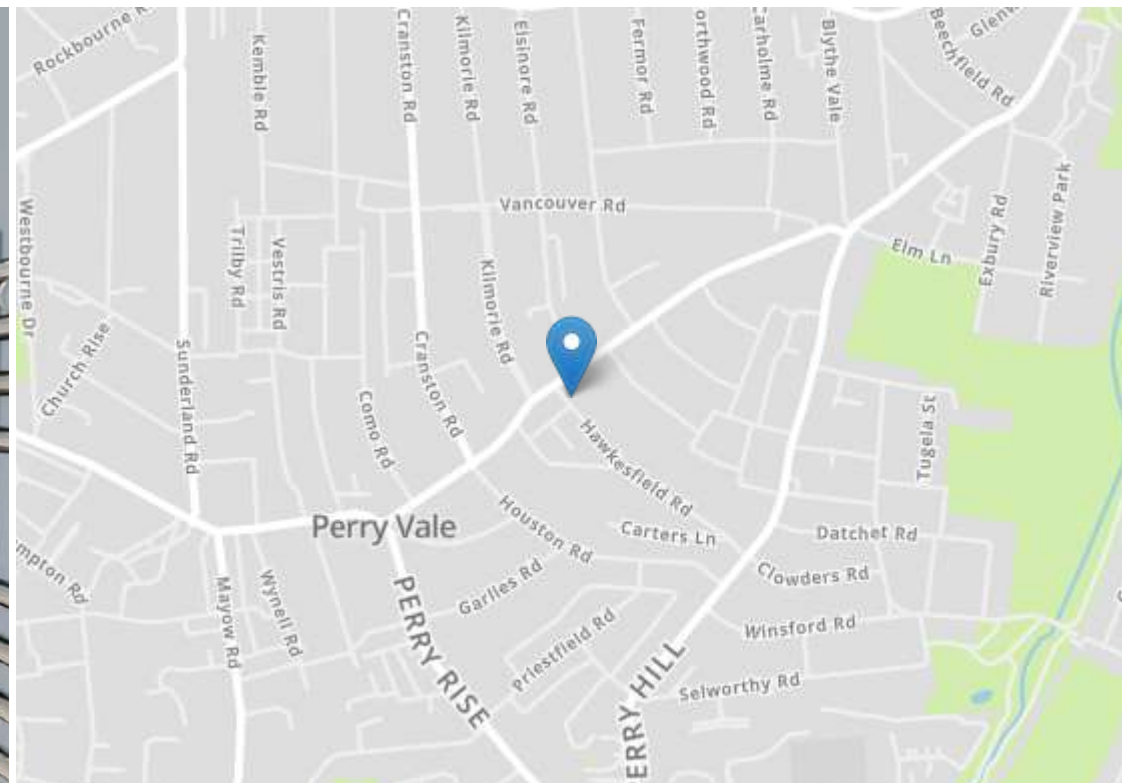 Rockbourne R
Kemble Rd
Cranston Rd
Kilmorie Rd
Elsinore Rd
Fermor Rd
orthwood Rd
Carholme Rd
Blythe Vale
Beechfield Rd
Glenw
Westbourne Dr
Trilby Rd
Vestris Rd
Vancouver Rd
Kilmorie Rd
Elm Ln
Exbury Rd
Riverview Park
Church Rise
Sunderland Rd
Como Rd
Cranston Rd
Hawkesfield Rd
Tugela St
Perry Vale
Houston Rd
Carters Ln
Datchet Rd
mpton Rd
Mayow Rd
Wynell Rd
PERRY RISE
Garlies Rd
Clowders Rd
Priestfield Rd
Winsford Rd
ERRY HILL
Selworthy Rd